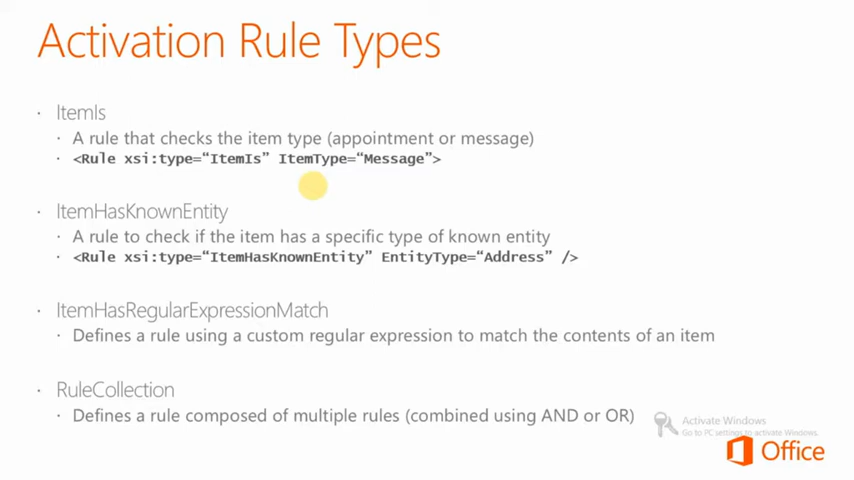 Activation Rule Types
· ItemIs
· A rule that checks the item type (appointment or message)
· <Rule xsi:type=“ItemIs” ItemType=“Message”>
· ItemHasKnownEntity
· A rule to check if the item has a specific type of known entity
· <Rule xsi:type=“ItemHasKnownEntity” EntityType=“Address” />
· ItemHasRegularExpressionMatch
· Defines a rule using a custom regular expression to match the contents of an item
· RuleCollection
· Defines a rule composed of multiple rules (combined using AND or OR)
Activate Windows
Go to PC settings to activate Windows.
Office